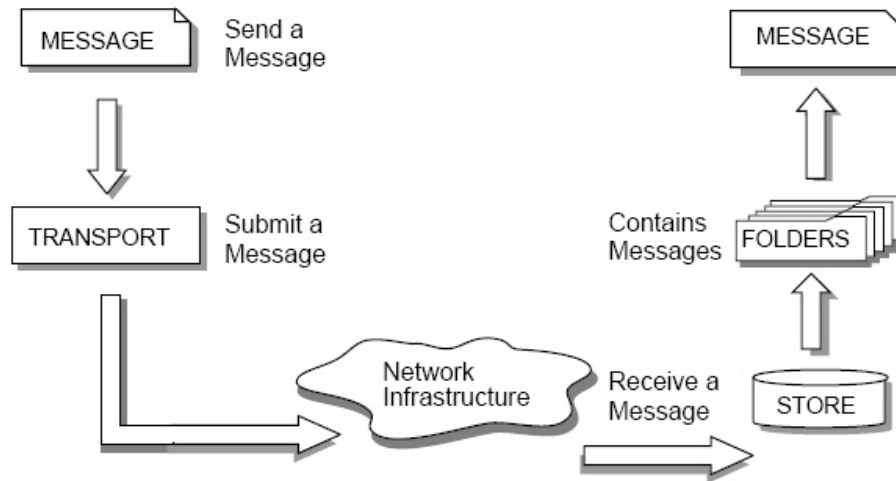 MESSAGE
Send a
Message
MESSAGE
TRANSPORT
Submit a
Message
Contains
Messages
FOLDERS
Network
Infrastructure
Receive a
Message
STORE